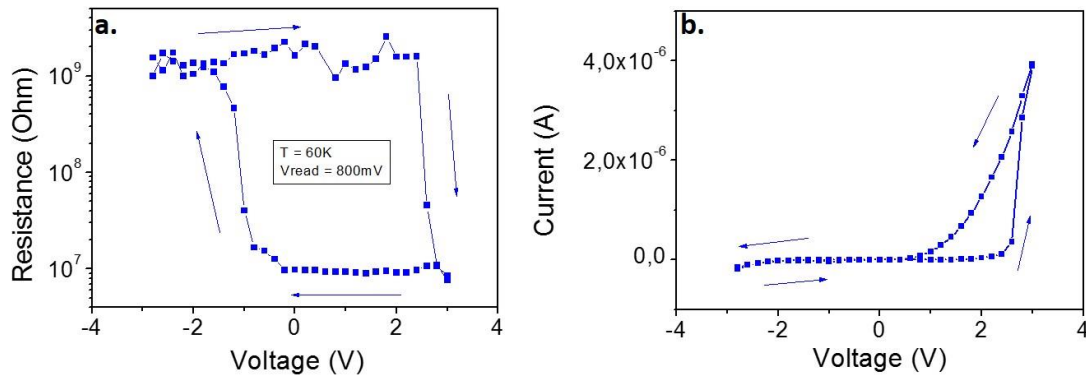 a.
Resistance (Ohm)
10⁹
10⁸
10⁷
T = 60K
Vread = 800mV
-4
-2
0
2
4
Voltage (V)
b.
Current (A)
4,0x10⁻⁶
2,0x10⁻⁶
0,0
-4
-2
0
2
4
Voltage (V)